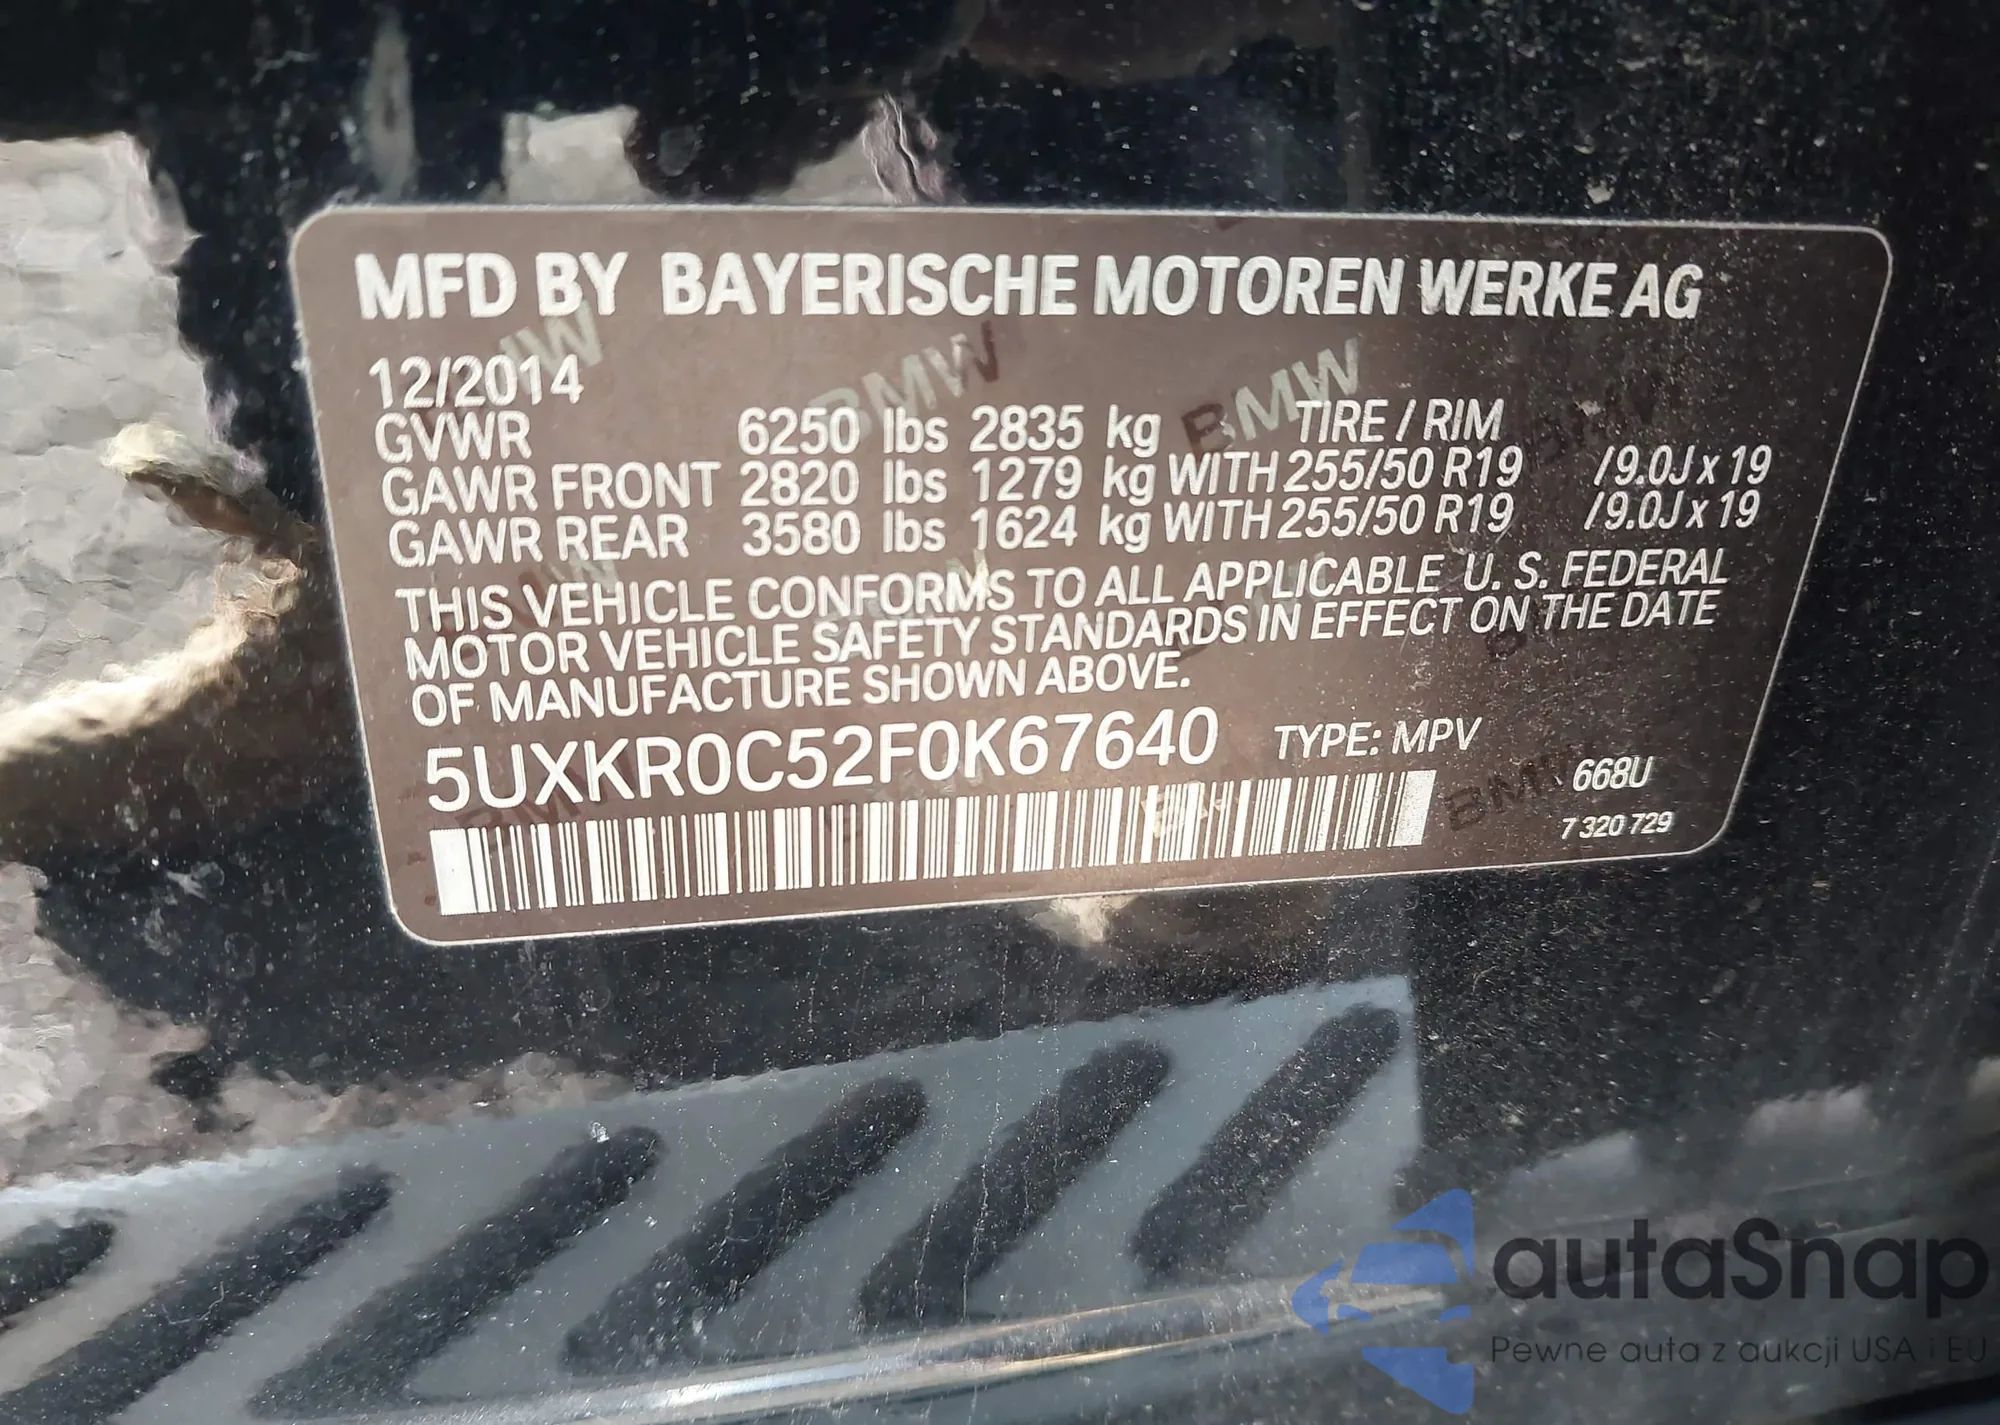 MFD BY BAYERISCHE MOTOREN WERKE AG
12/2014
GVWR 6250 lbs 2835 kg TIRE / RIM
GAWR FRONT 2820 lbs 1279 kg WITH 255/50 R19 /9.0J x 19
GAWR REAR 3580 lbs 1624 kg WITH 255/50 R19 /9.0J x 19
THIS VEHICLE CONFORMS TO ALL APPLICABLE U. S. FEDERAL
MOTOR VEHICLE SAFETY STANDARDS IN EFFECT ON THE DATE
OF MANUFACTURE SHOWN ABOVE.
5UXKR0C52F0K67640 TYPE: MPV
668U
7 320 729
autaSnap
Pewne auta z aukcji USA i EU